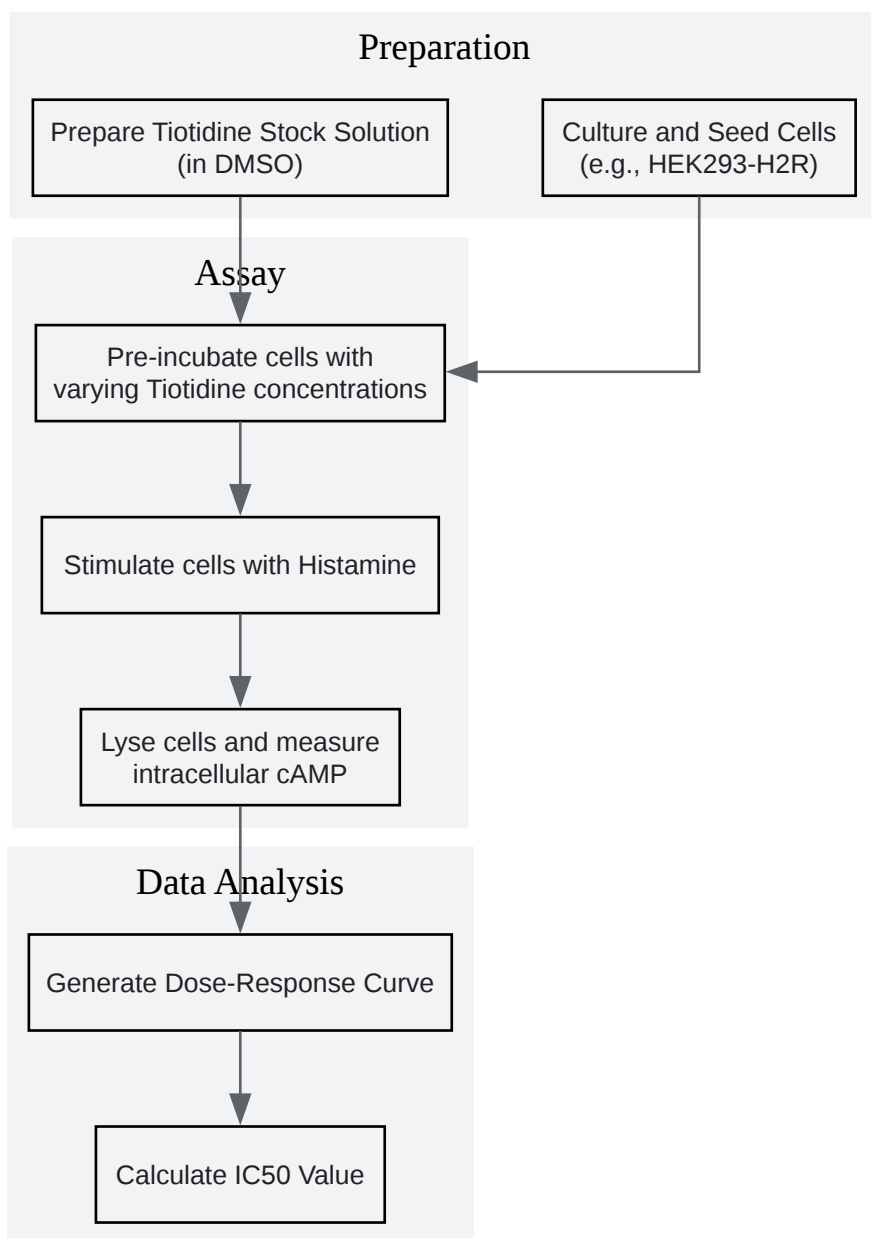 Preparation
Prepare Tiotidine Stock Solution
(in DMSO)
Culture and Seed Cells
(e.g., HEK293-H2R)
Assay
Pre-incubate cells with
varying Tiotidine concentrations
Stimulate cells with Histamine
Lyse cells and measure
intracellular cAMP
Data Analysis
Generate Dose-Response Curve
Calculate IC50 Value